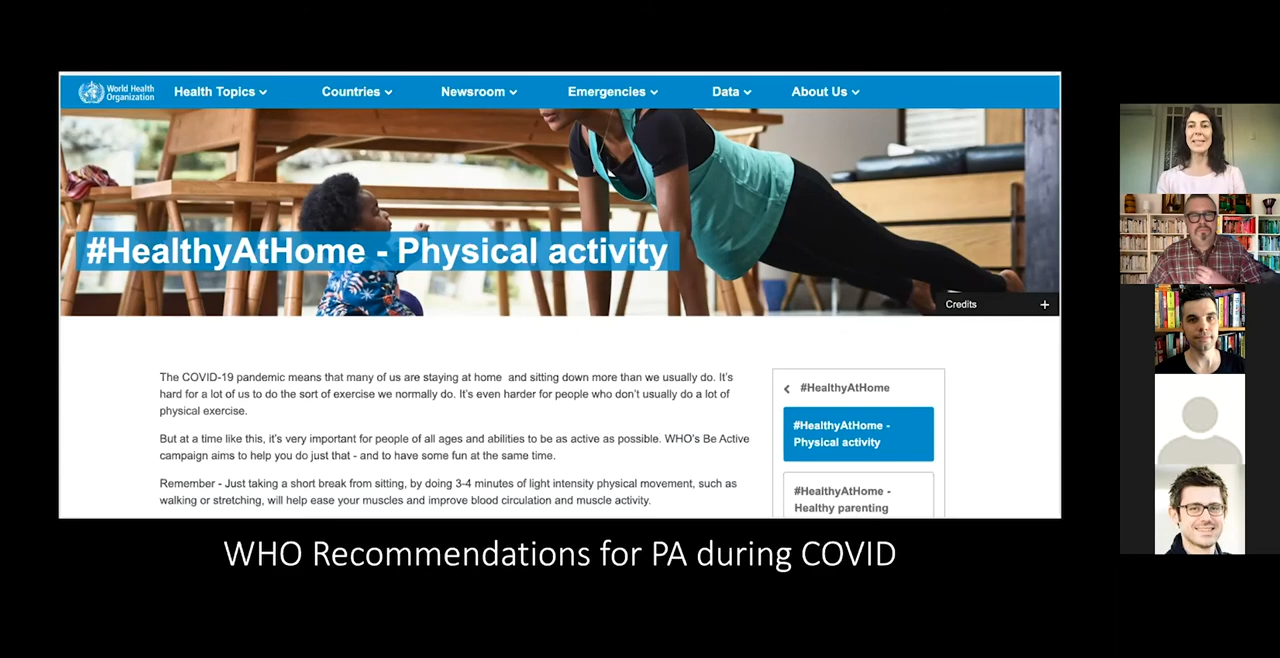 World Health
Organization
Health Topics
Countries
Newsroom
Emergencies
Data
About Us
#HealthyAtHome - Physical activity
Credits +
The COVID-19 pandemic means that many of us are staying at home and sitting down more than we usually do. It's
hard for a lot of us to do the sort of exercise we normally do. It's even harder for people who don't usually do a lot of
physical exercise.
But at a time like this, it's very important for people of all ages and abilities to be as active as possible. WHO's Be Active
campaign aims to help you do just that - and to have some fun at the same time.
Remember - Just taking a short break from sitting, by doing 3-4 minutes of light intensity physical movement, such as
walking or stretching, will help ease your muscles and improve blood circulation and muscle activity.
#HealthyAtHome
#HealthyAtHome -
Physical activity
#HealthyAtHome -
Healthy parenting
WHO Recommendations for PA during COVID